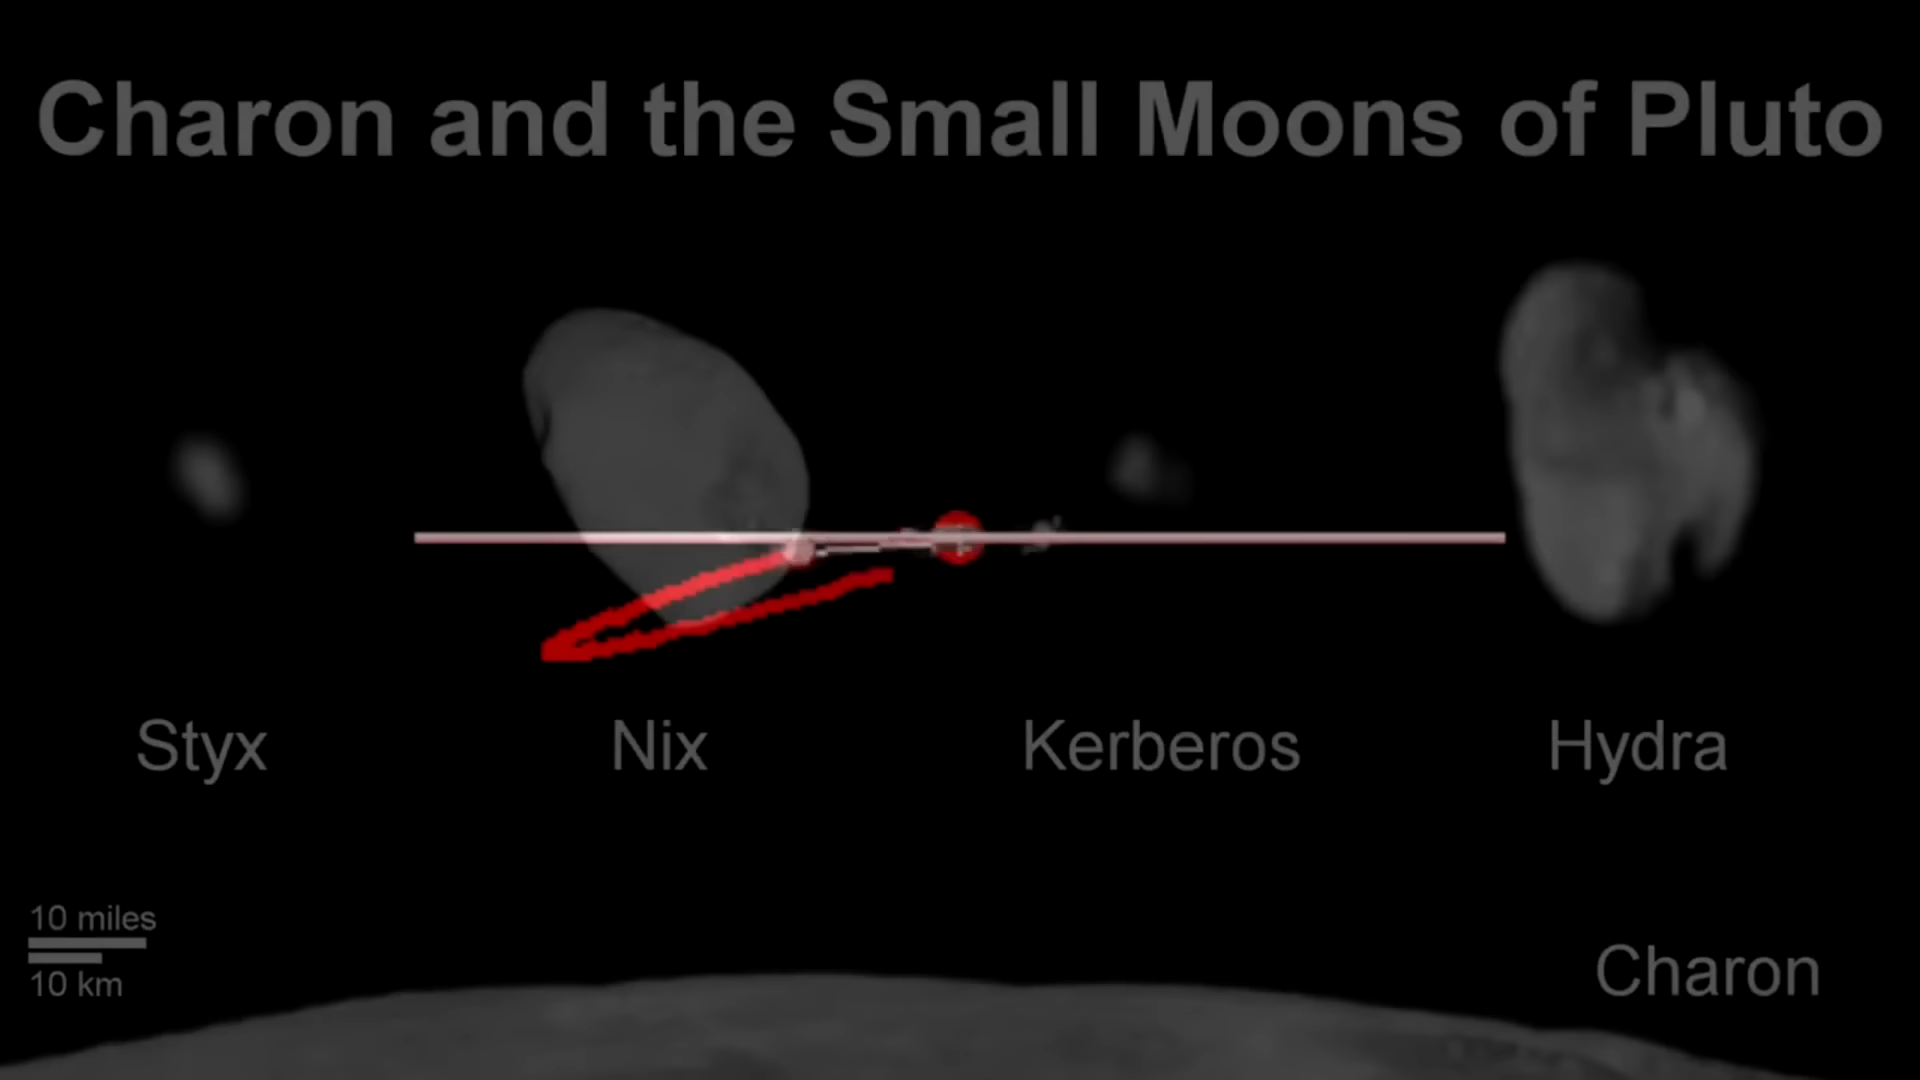 Charon and the Small Moons of Pluto
Styx
Nix
Kerberos
Hydra
10 miles
10 km
Charon